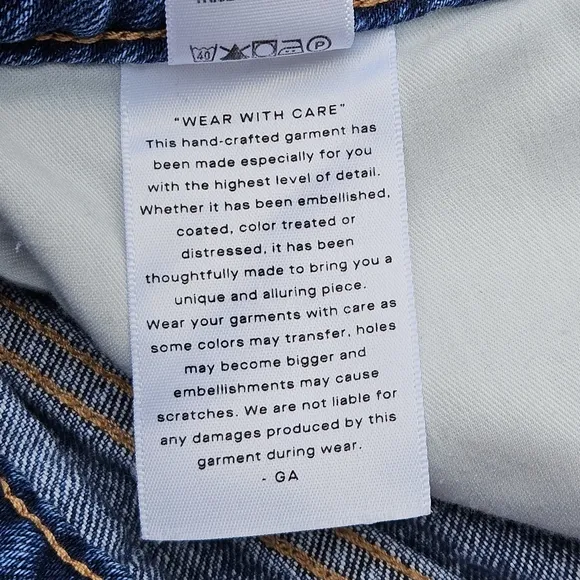 40 P
"WEAR WITH CARE"
This hand-crafted garment has
been made especially for you
with the highest level of detail.
Whether it has been embellished,
coated, color treated or
distressed, it has been
thoughtfully made to bring you a
unique and alluring piece.
Wear your garments with care as
some colors may transfer, holes
may become bigger and
embellishments may cause
scratches. We are not liable for
any damages produced by this
garment during wear.
- GA